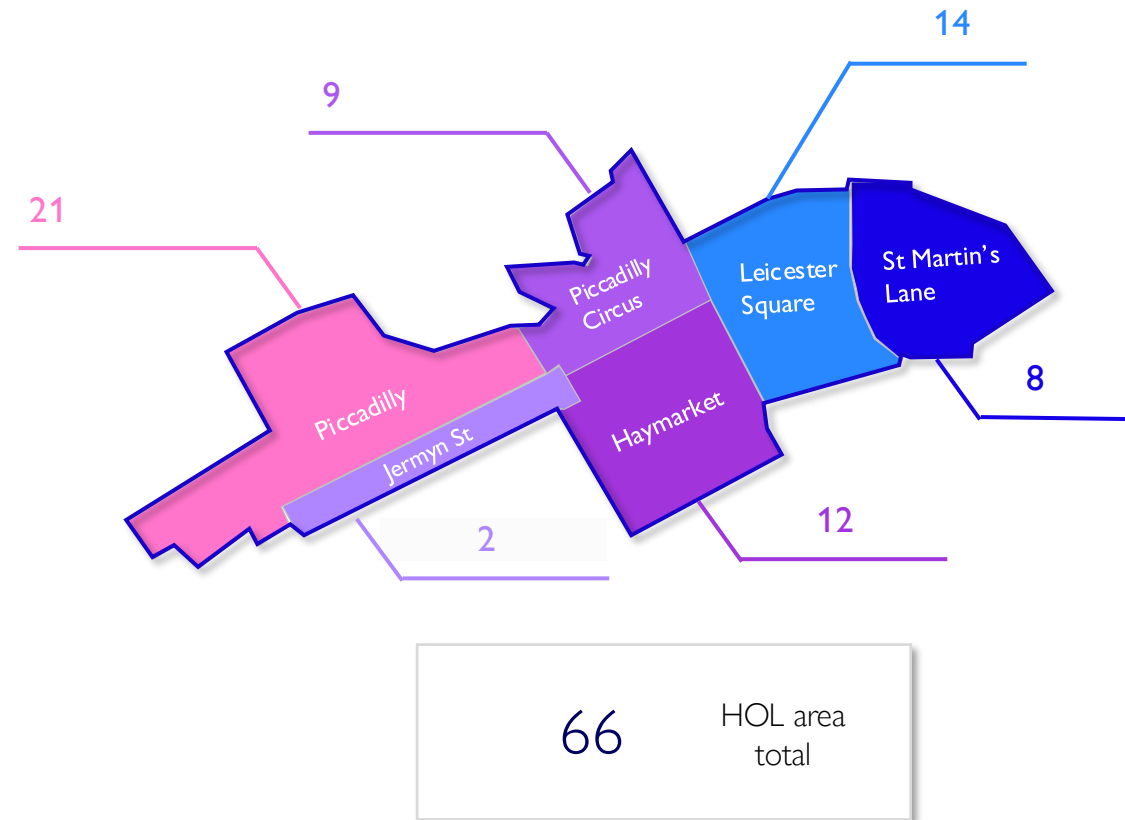 14
9
21
Piccadilly
Circus
Leicester
Square
St Martin's
Lane
8
Piccadilly
Jermyn St
Haymarket
2
12
66
HOL area
total